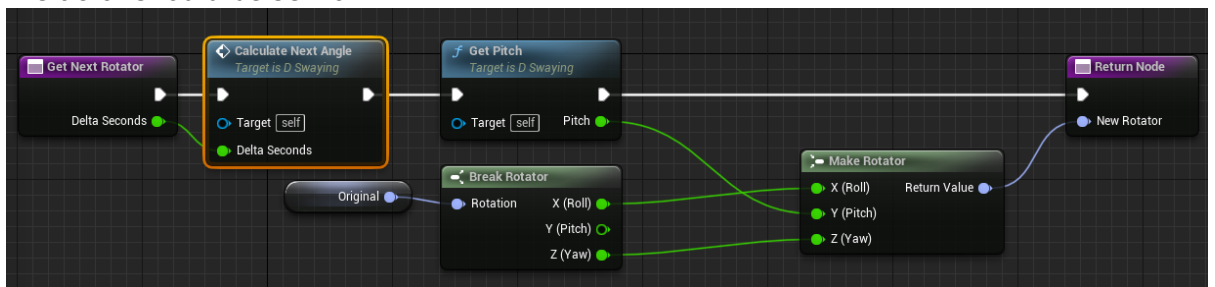 Get Next Rotator
Delta Seconds
Calculate Next Angle
Target is D Swaying
Target self
Delta Seconds
f Get Pitch
Target is D Swaying
Target self Pitch
Return Node
New Rotator
Original
Break Rotator
Rotation X (Roll)
Y (Pitch)
Z (Yaw)
Make Rotator
X (Roll) Return Value
Y (Pitch)
Z (Yaw)